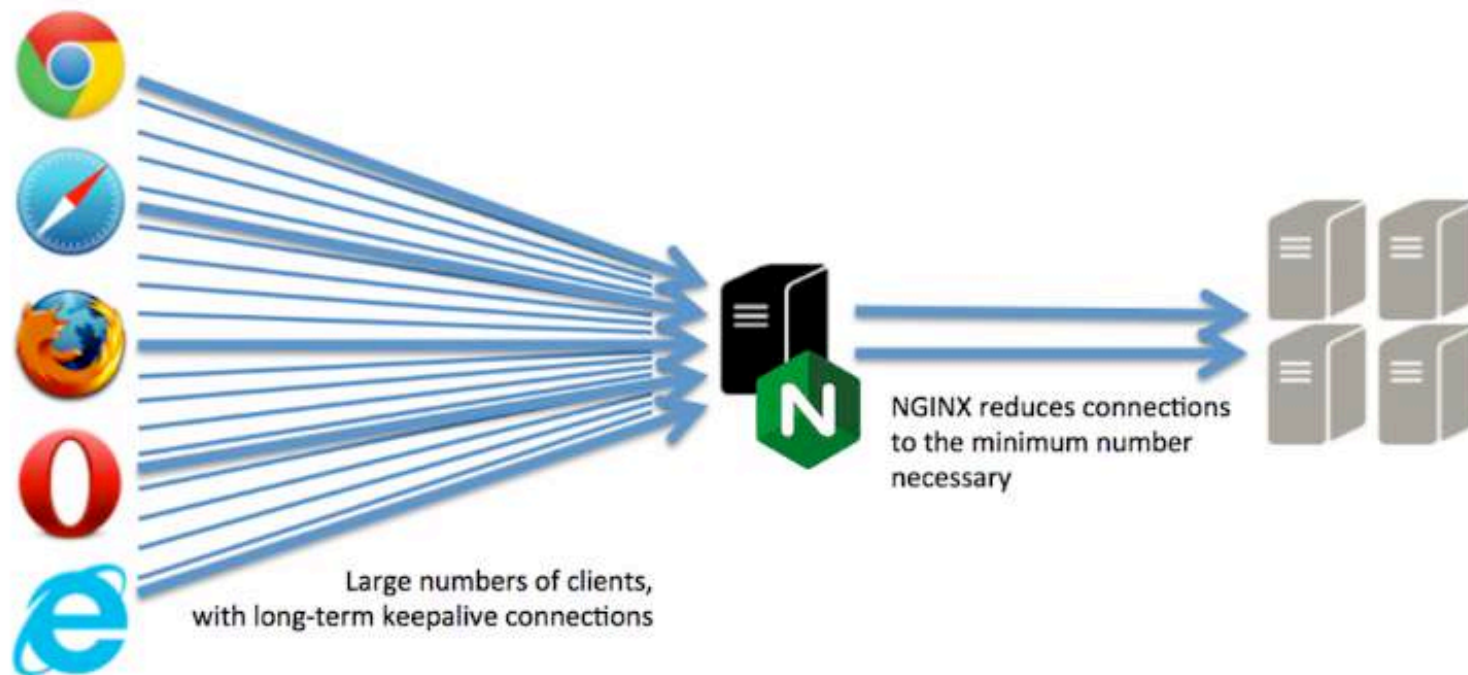 N
NGINX reduces connections
to the minimum number
necessary
Large numbers of clients,
with long-term keepalive connections